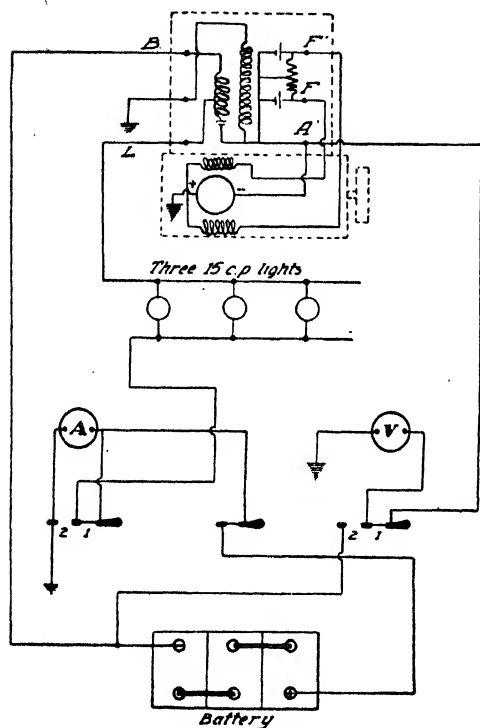 B
F
F
L
A
+
-
Three 15 c.p lights
A
V
2 1
2 1
- 
+
Battery